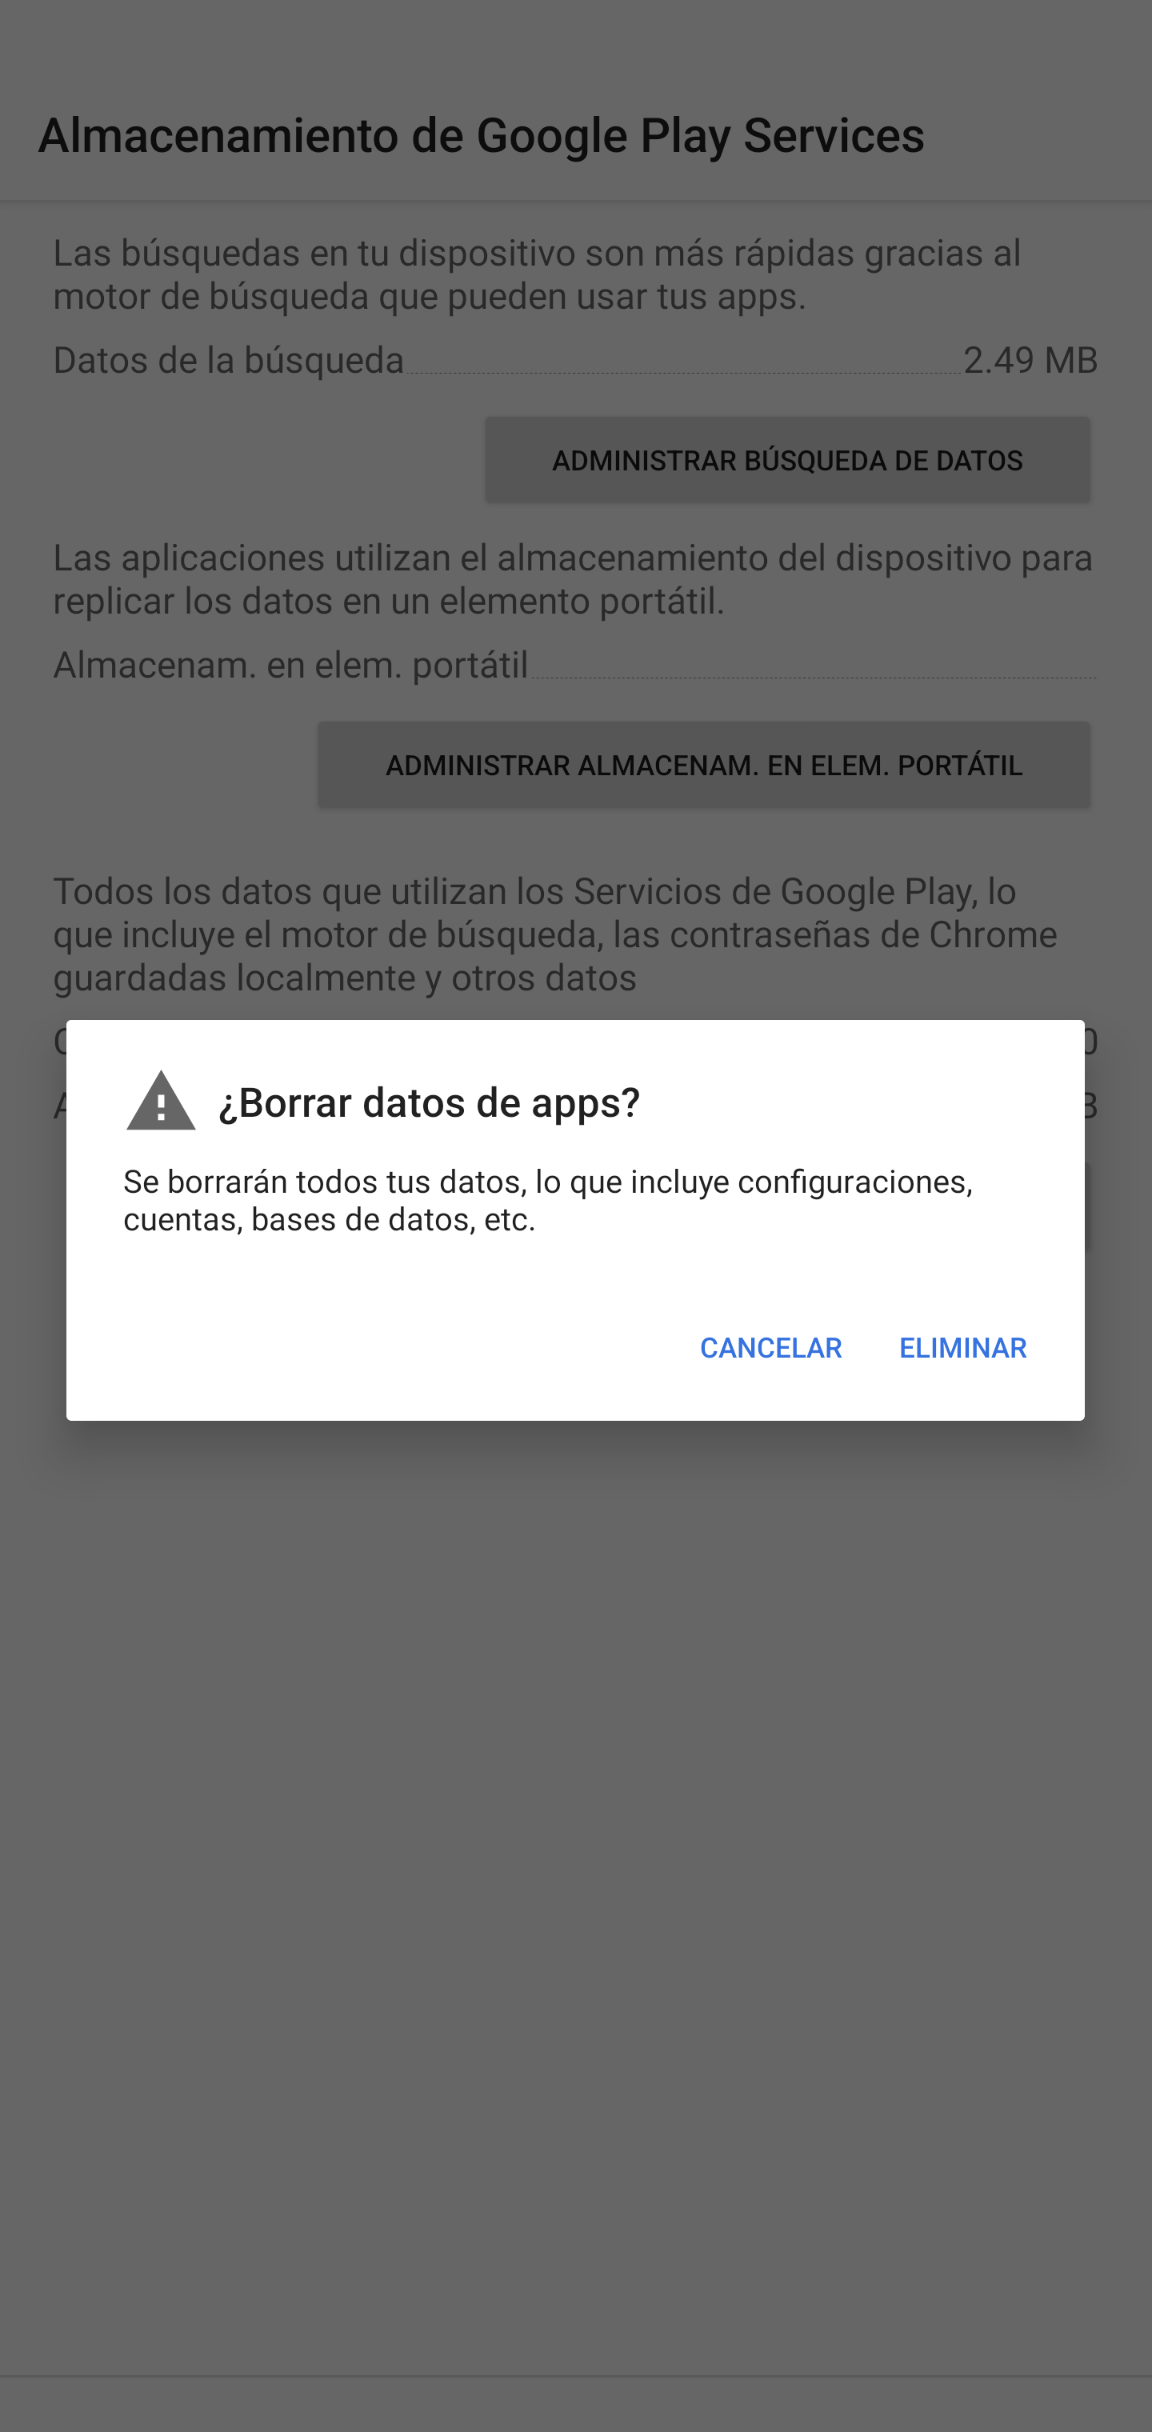 Almacenamiento de Google Play Services
Las búsquedas en tu dispositivo son más rápidas gracias al
motor de búsqueda que pueden usar tus apps.
Datos de la búsqueda 2.49 MB
ADMINISTRAR BÚSQUEDA DE DATOS
Las aplicaciones utilizan el almacenamiento del dispositivo para
replicar los datos en un elemento portátil.
Almacenam. en elem. portátil
ADMINISTRAR ALMACENAM. EN ELEM. PORTÁTIL
Todos los datos que utilizan los Servicios de Google Play, lo
que incluye el motor de búsqueda, las contraseñas de Chrome
guardadas localmente y otros datos
¿Borrar datos de apps?
Se borrarán todos tus datos, lo que incluye configuraciones,
cuentas, bases de datos, etc.
CANCELAR ELIMINAR